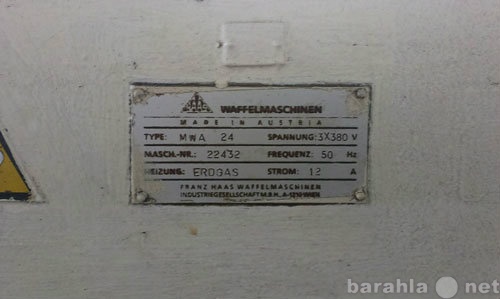 WAFFELMASCHINEN
MADE IN AUSTRIA
TYPE: MWA 24 SPANNUNG: 3X380 V
MASCH.-NR.: 22432 FREQUENZ: 50 Hz
HEIZUNG: ERDGAS STROM: 12 A
FRANZ HAAS WAFFELMASCHINEN
INDUSTRIEGESELLSCHAFT M.B.H., A-1210 WIEN
barahla net